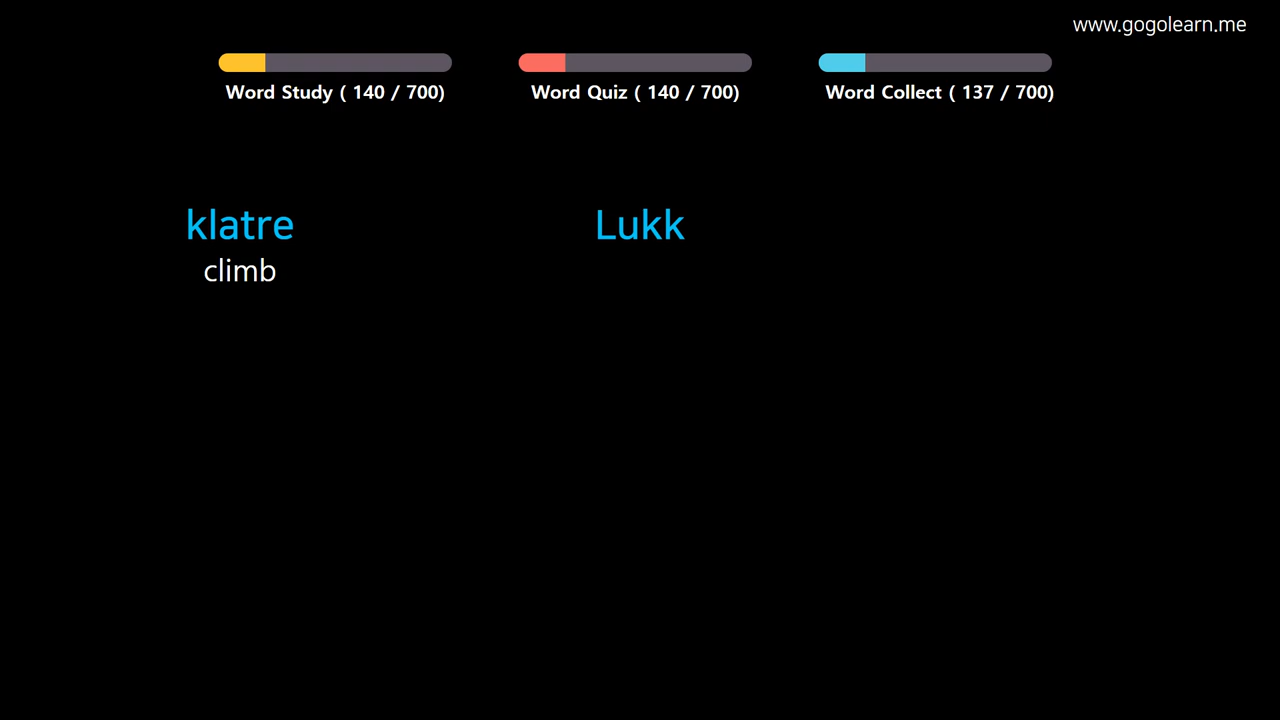 www.gogolearn.me
Word Study ( 140 / 700)
Word Quiz ( 140 / 700)
Word Collect ( 137 / 700)
klatre
climb
Lukk